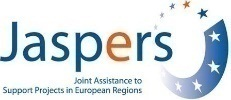 Jaspers
Joint Assistance to
Support Projects in European Regions